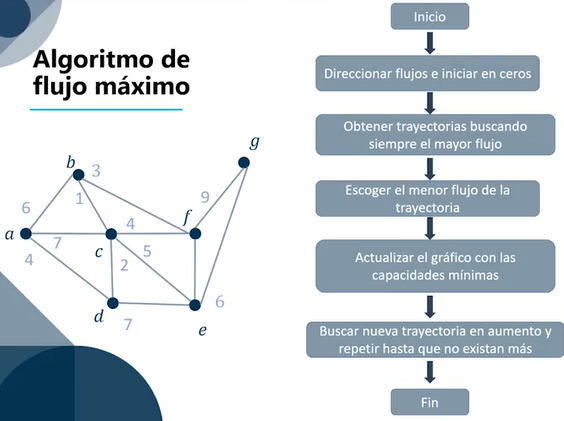 Algoritmo de
flujo máximo
g
b
3
6
1
9
a
7
4
f
4
c
5
2
d
7
6
e
Inicio
Direccionar flujos e iniciar en ceros
Obtener trayectorias buscando
siempre el mayor flujo
Escoger el menor flujo de la
trayectoria
Actualizar el gráfico con las
capacidades mínimas
Buscar nueva trayectoria en aumento y
repetir hasta que no existan más
Fin